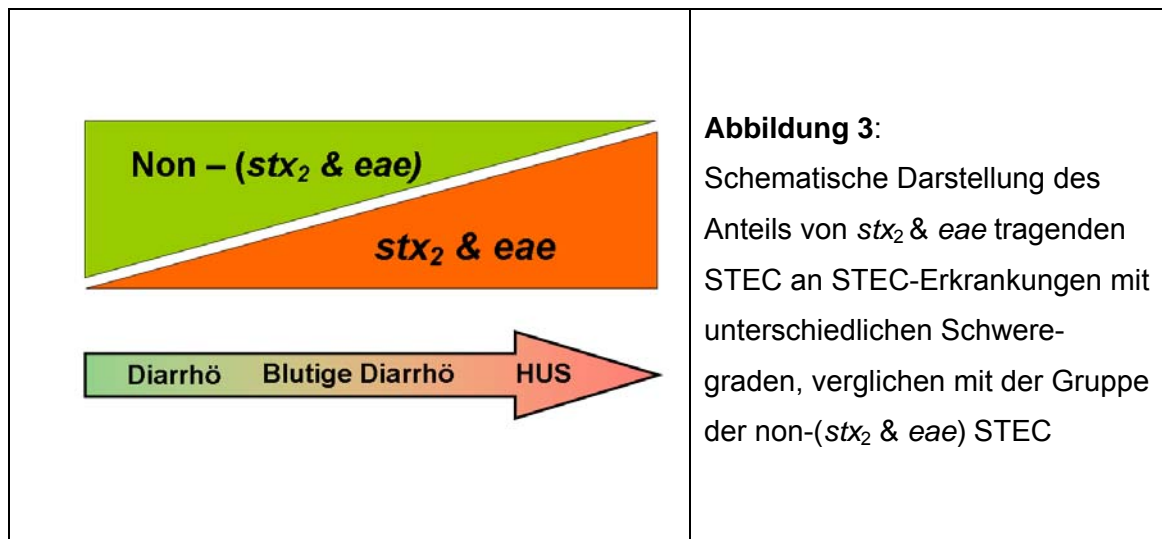 Non – (stx₂ & eae)
stx₂ & eae
Diarrhö Blutige Diarrhö HUS
Abbildung 3:
Schematische Darstellung des
Anteils von stx₂ & eae tragenden
STEC an STEC-Erkrankungen mit
unterschiedlichen Schwere-
graden, verglichen mit der Gruppe
der non-(stx₂ & eae) STEC